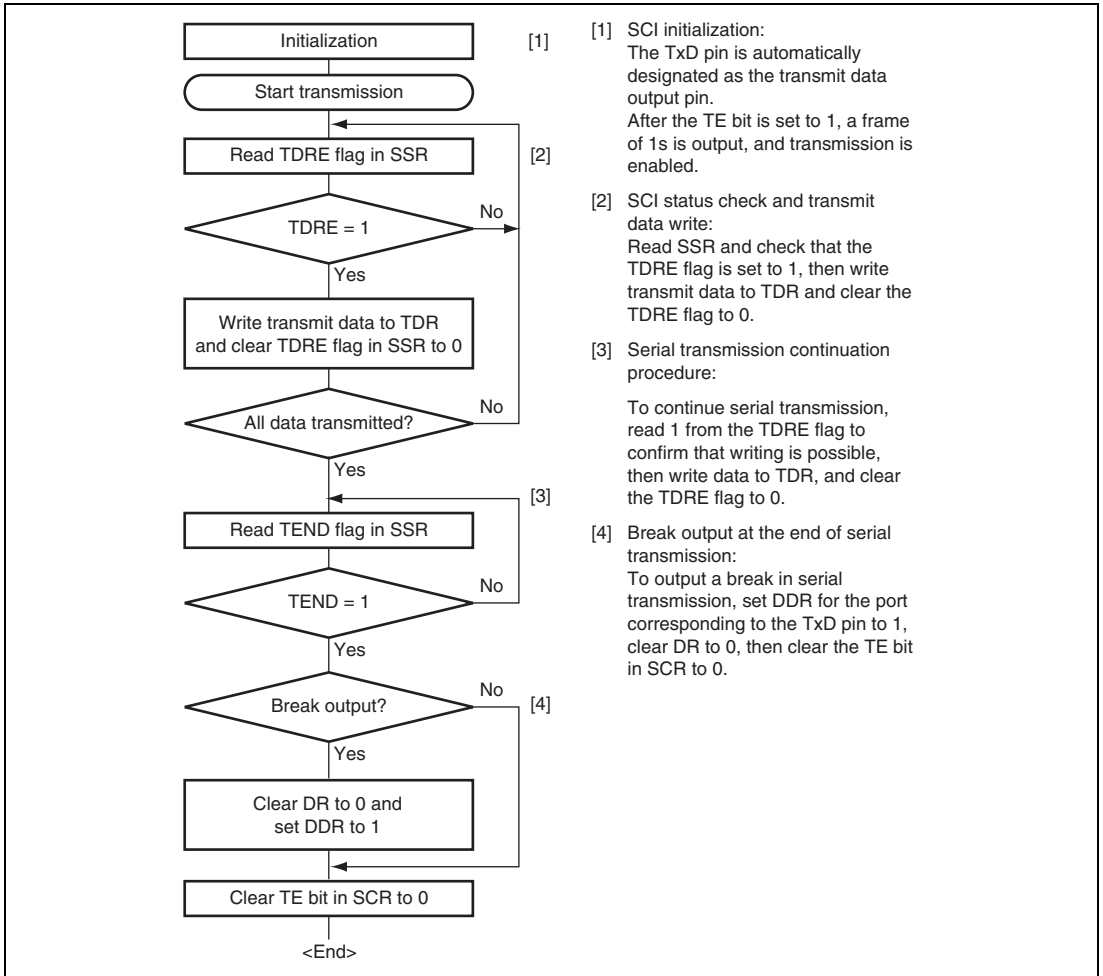 Initialization
[1]
Start transmission
Read TDRE flag in SSR
[2]
TDRE = 1
No
Yes
Write transmit data to TDR
and clear TDRE flag in SSR to 0
All data transmitted?
No
Yes
[3]
Read TEND flag in SSR
TEND = 1
No
Yes
Break output?
No
[4]
Yes
Clear DR to 0 and
set DDR to 1
Clear TE bit in SCR to 0
<End>
[1] SCI initialization:
The TxD pin is automatically
designated as the transmit data
output pin.
After the TE bit is set to 1, a frame
of 1s is output, and transmission is
enabled.
[2] SCI status check and transmit
data write:
Read SSR and check that the
TDRE flag is set to 1, then write
transmit data to TDR and clear the
TDRE flag to 0.
[3] Serial transmission continuation
procedure:
To continue serial transmission,
read 1 from the TDRE flag to
confirm that writing is possible,
then write data to TDR, and clear
the TDRE flag to 0.
[4] Break output at the end of serial
transmission:
To output a break in serial
transmission, set DDR for the port
corresponding to the TxD pin to 1,
clear DR to 0, then clear the TE bit
in SCR to 0.